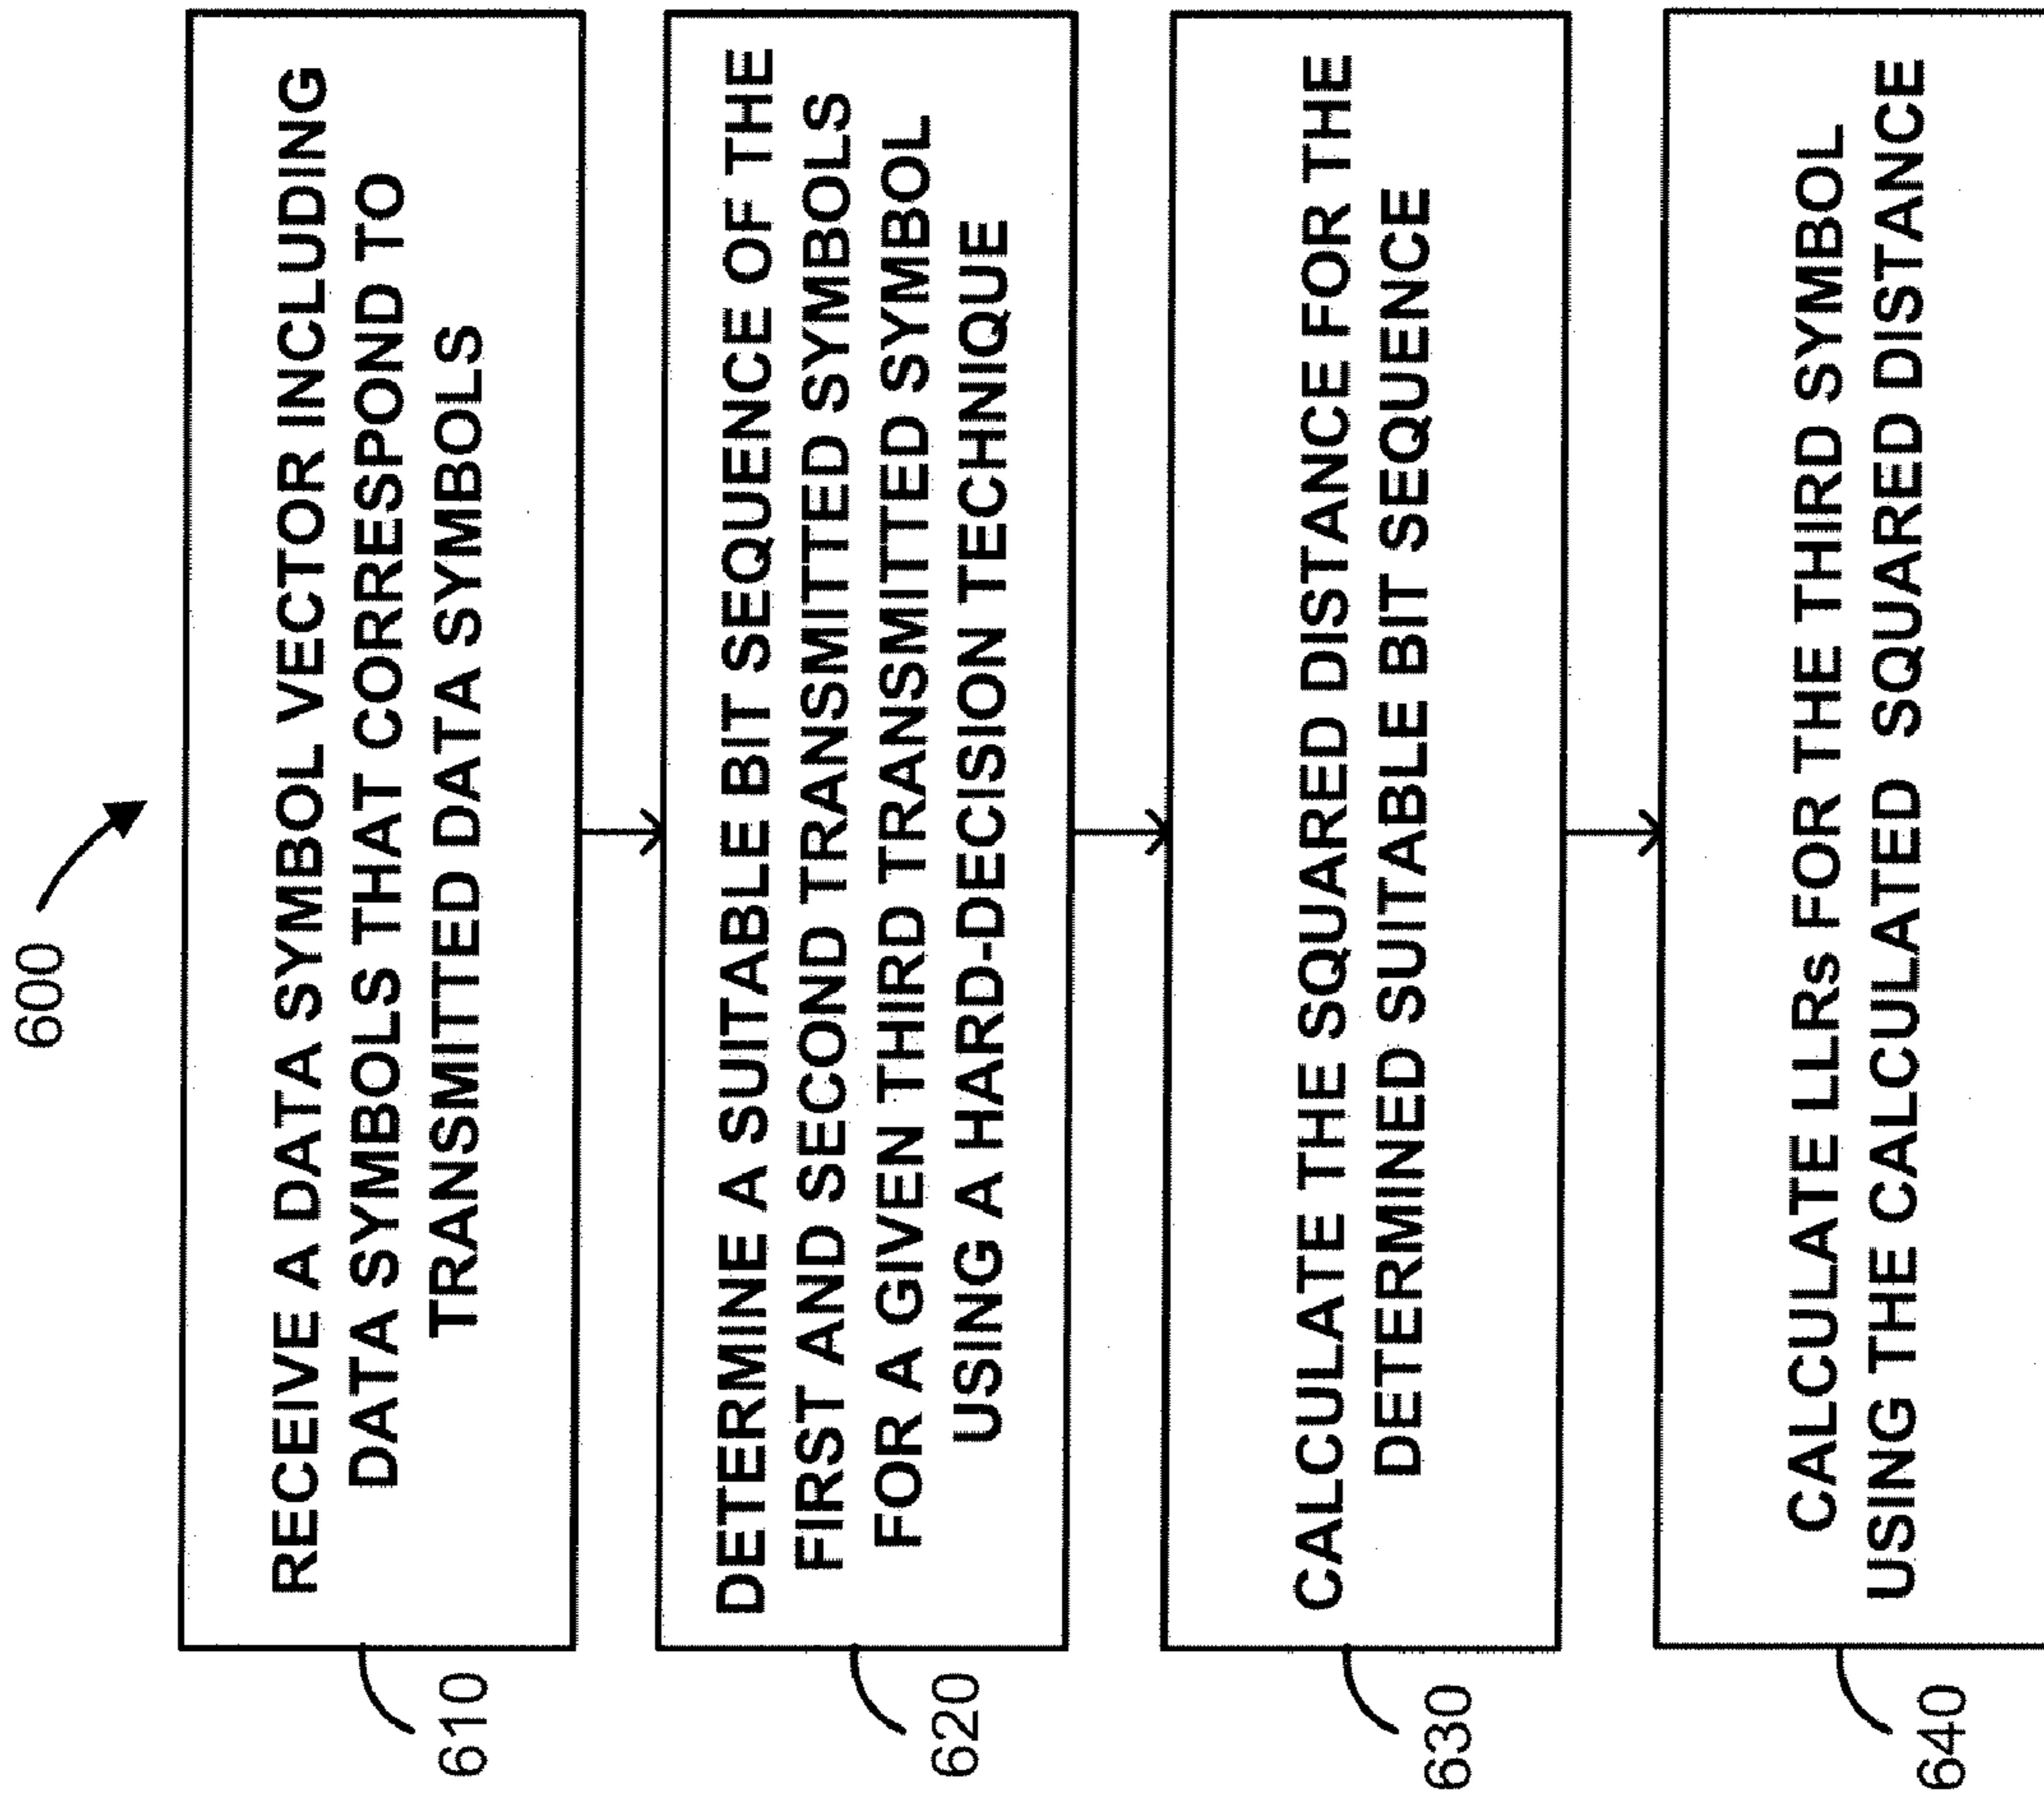 600
RECEIVE A DATA SYMBOL VECTOR INCLUDING
DATA SYMBOLS THAT CORRESPOND TO
TRANSMITTED DATA SYMBOLS
610
DETERMINE A SUITABLE BIT SEQUENCE OF THE
FIRST AND SECOND TRANSMITTED SYMBOLS
FOR A GIVEN THIRD TRANSMITTED SYMBOL
USING A HARD-DECISION TECHNIQUE
620
CALCULATE THE SQUARED DISTANCE FOR THE
DETERMINED SUITABLE BIT SEQUENCE
630
CALCULATE LLRs FOR THE THIRD SYMBOL
USING THE CALCULATED SQUARED DISTANCE
640